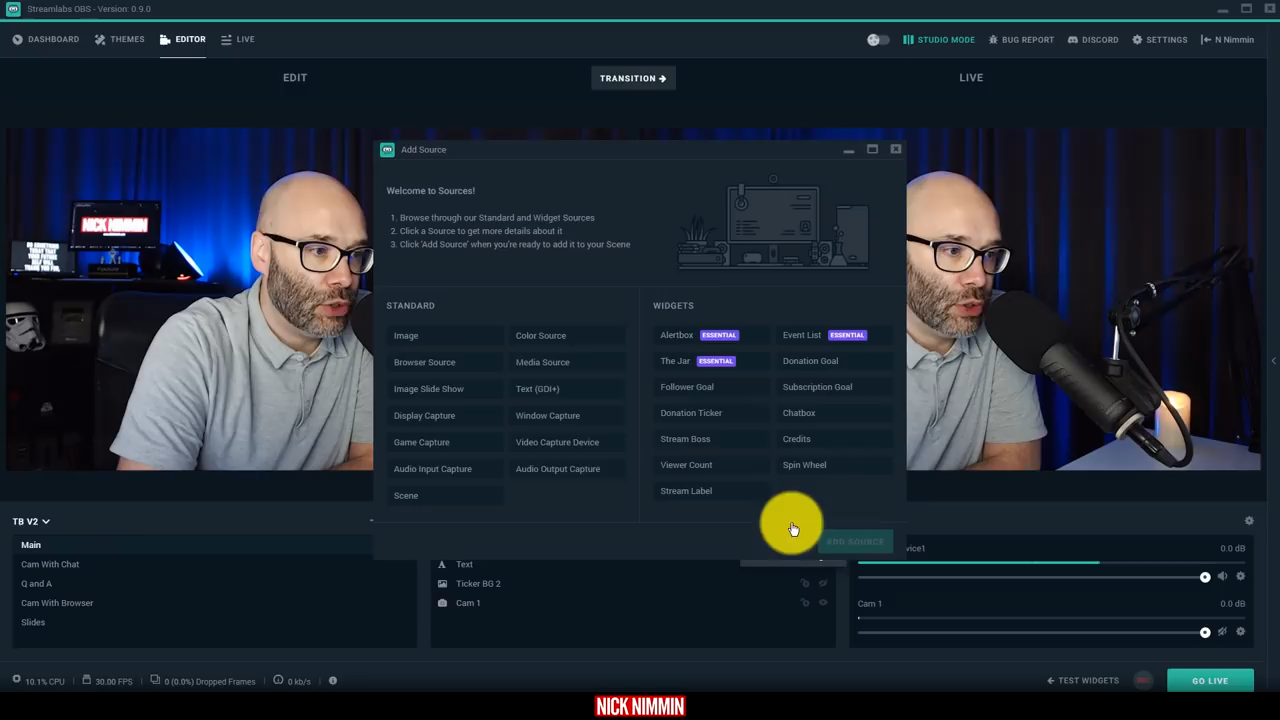 Streamlabs OBS - Version: 0.9.0
DASHBOARD THEMES EDITOR LIVE STUDIO MODE BUG REPORT DISCORD SETTINGS N Nimmin
EDIT TRANSITION LIVE
Add Source
Welcome to Sources!
1. Browse through our Standard and Widget Sources
2. Click a Source to get more details about it
3. Click 'Add Source' when you're ready to add it to your Scene
NICK NIMMIN
STANDARD
Image Color Source
Browser Source Media Source
Image Slide Show Text (GDI+)
Display Capture Window Capture
Game Capture Video Capture Device
Audio Input Capture Audio Output Capture
Scene
WIDGETS
Alertbox ESSENTIAL Event List ESSENTIAL
The Jar ESSENTIAL Donation Goal
Follower Goal Subscription Goal
Donation Ticker Chatbox
Stream Boss Credits
Viewer Count Spin Wheel
Stream Label
ADD SOURCE
TB V2
Main
Cam With Chat
Q and A
Cam With Browser
Slides
Text
Ticker BG 2
Cam 1
0.0 dB
Cam 1 0.0 dB
10.1% CPU 30.00 FPS 0 (0.0%) Dropped Frames 0 kb/s TEST WIDGETS REC GO LIVE
NICK NIMMIN